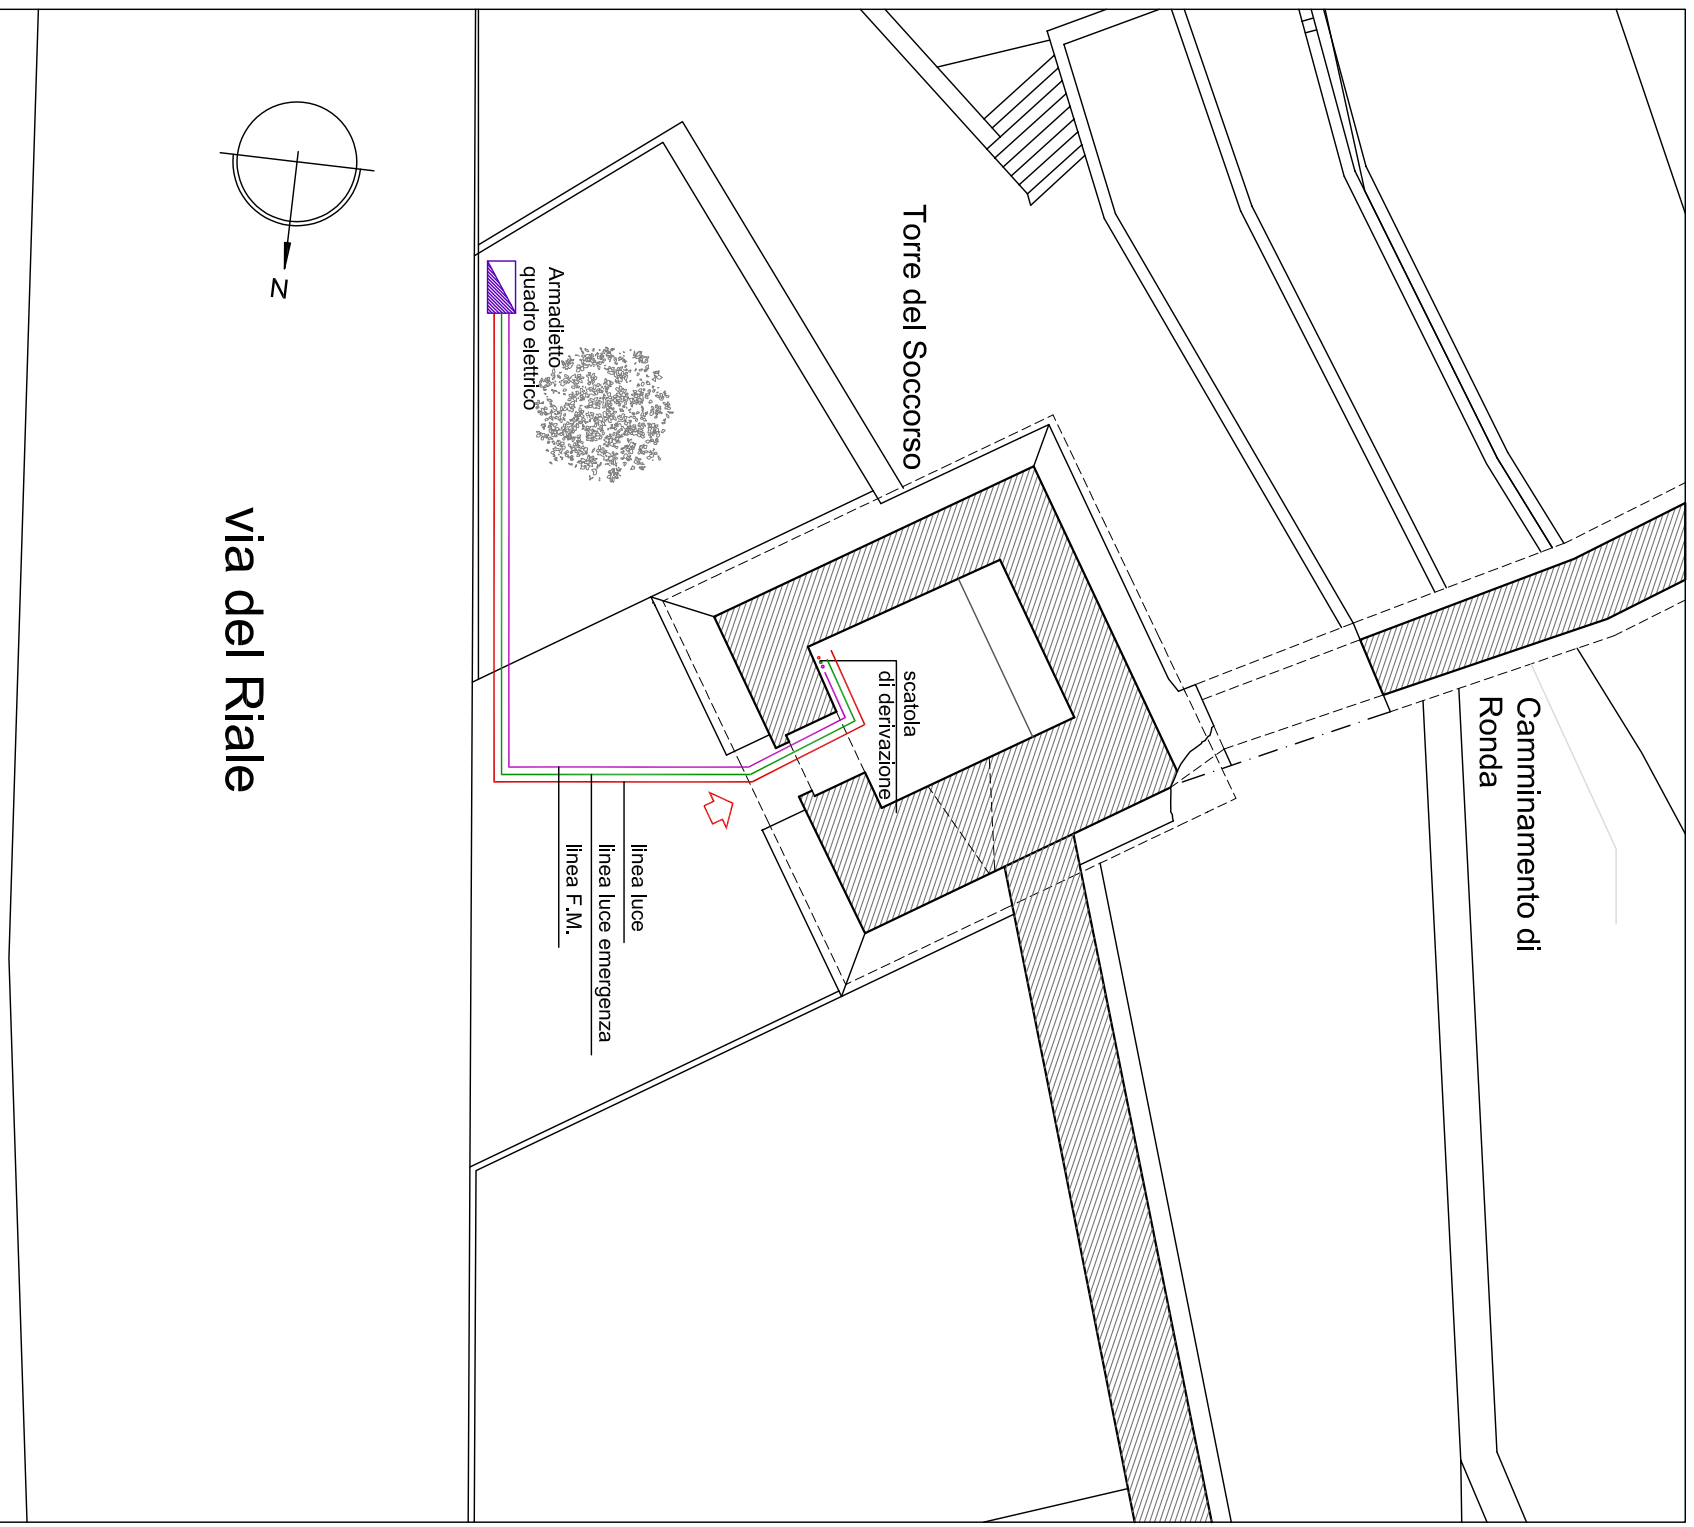 Camminamento di
Ronda
Torre del Soccorso
scatola
di derivazione
linea luce
linea luce emergenza
linea F.M.
Armadietto
quadro elettrico
N
via del Riale